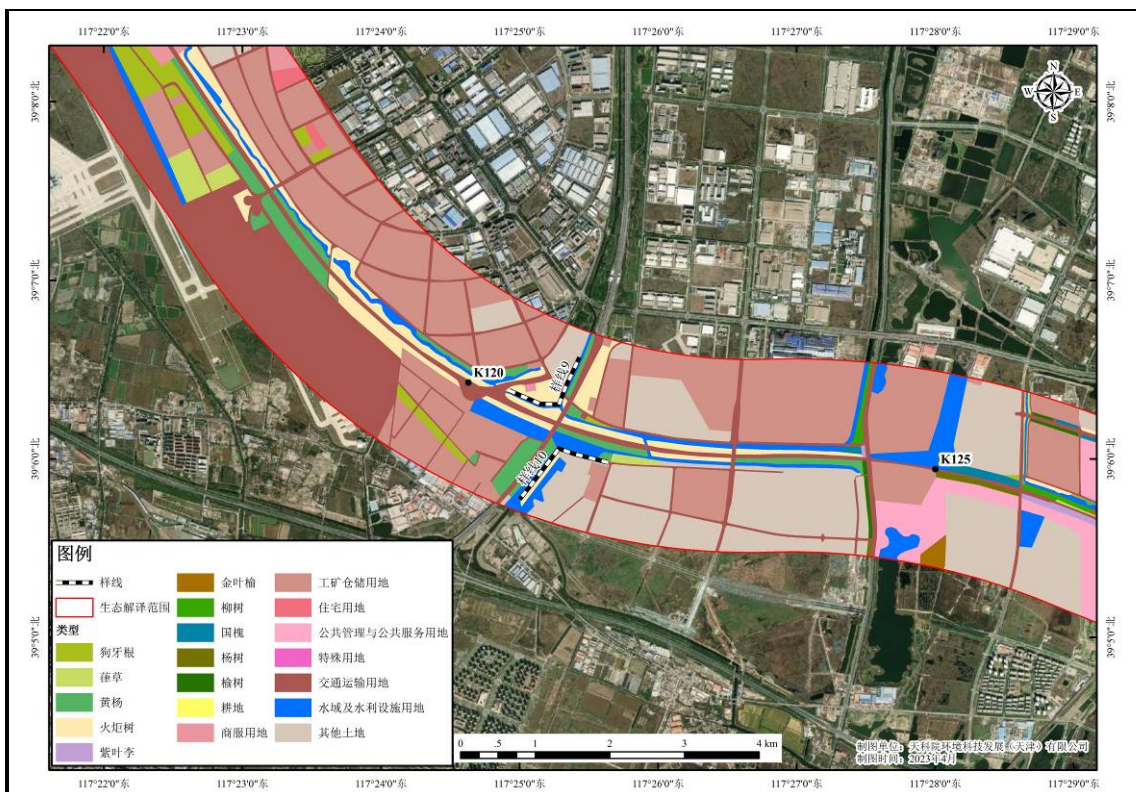 117°22'0"东 117°23'0"东 117°24'0"东 117°25'0"东 117°26'0"东 117°27'0"东 117°28'0"东 117°29'0"东
39°8'0"北
39°8'0"北
N
W E
S
39°7'0"北
39°7'0"北
K120
样线9
样线10
K125
39°6'0"北
39°6'0"北
39°5'0"北
39°5'0"北
图例
样线
生态解译范围
类型
狗牙根
葎草
黄杨
火炬树
紫叶李
金叶榆
柳树
国槐
杨树
榆树
耕地
商服用地
工矿仓储用地
住宅用地
公共管理与公共服务用地
特殊用地
交通运输用地
水域及水利设施用地
其他土地
0 .5 1 2 3 4 km
制图单位：天科院环境科技发展（天津）有限公司
制图时间：2023年4月
117°22'0"东 117°23'0"东 117°24'0"东 117°25'0"东 117°26'0"东 117°27'0"东 117°28'0"东 117°29'0"东